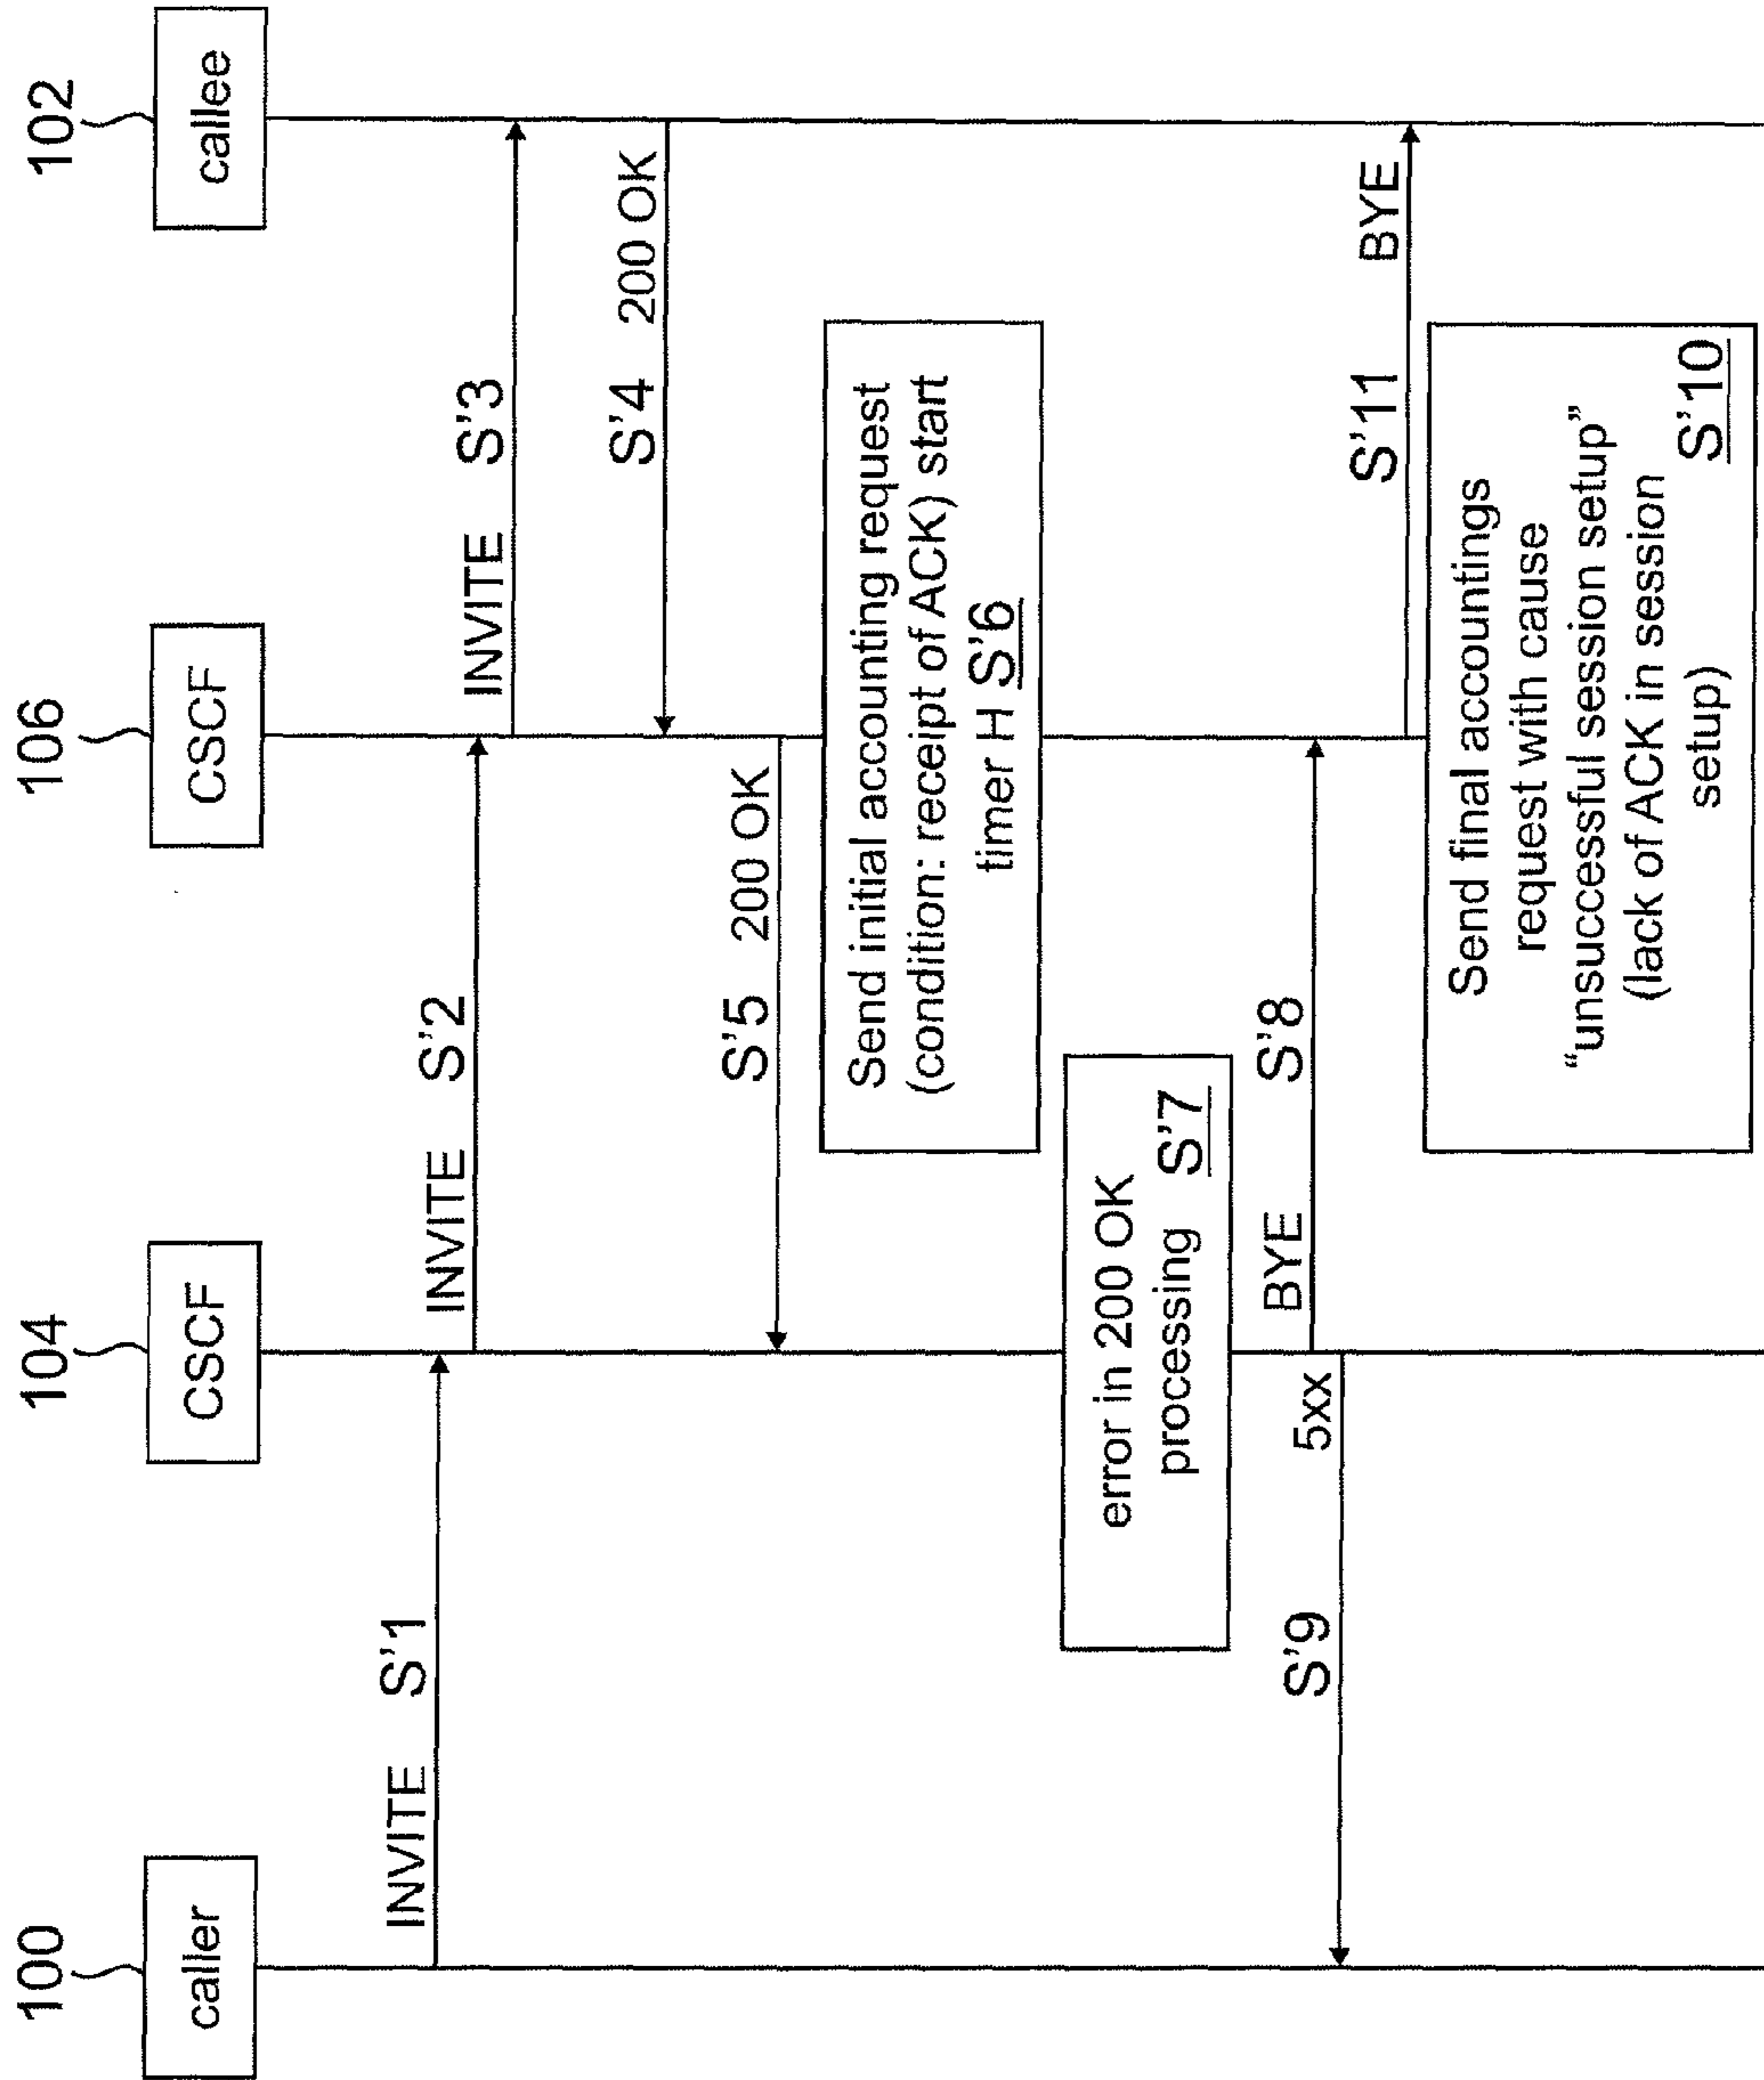 100
104
106
102
caller
CSCF
CSCF
callee
INVITE S'1
INVITE S'2
INVITE S'3
S'4 200 OK
S'5 200 OK
Send initial accounting request
(condition: receipt of ACK) start
timer H S'6
error in 200 OK
processing S'7
BYE S'8
S'9 5xx
S'11 BYE
Send final accountings
request with cause
“unsuccessful session setup”
(lack of ACK in session
setup) S'10